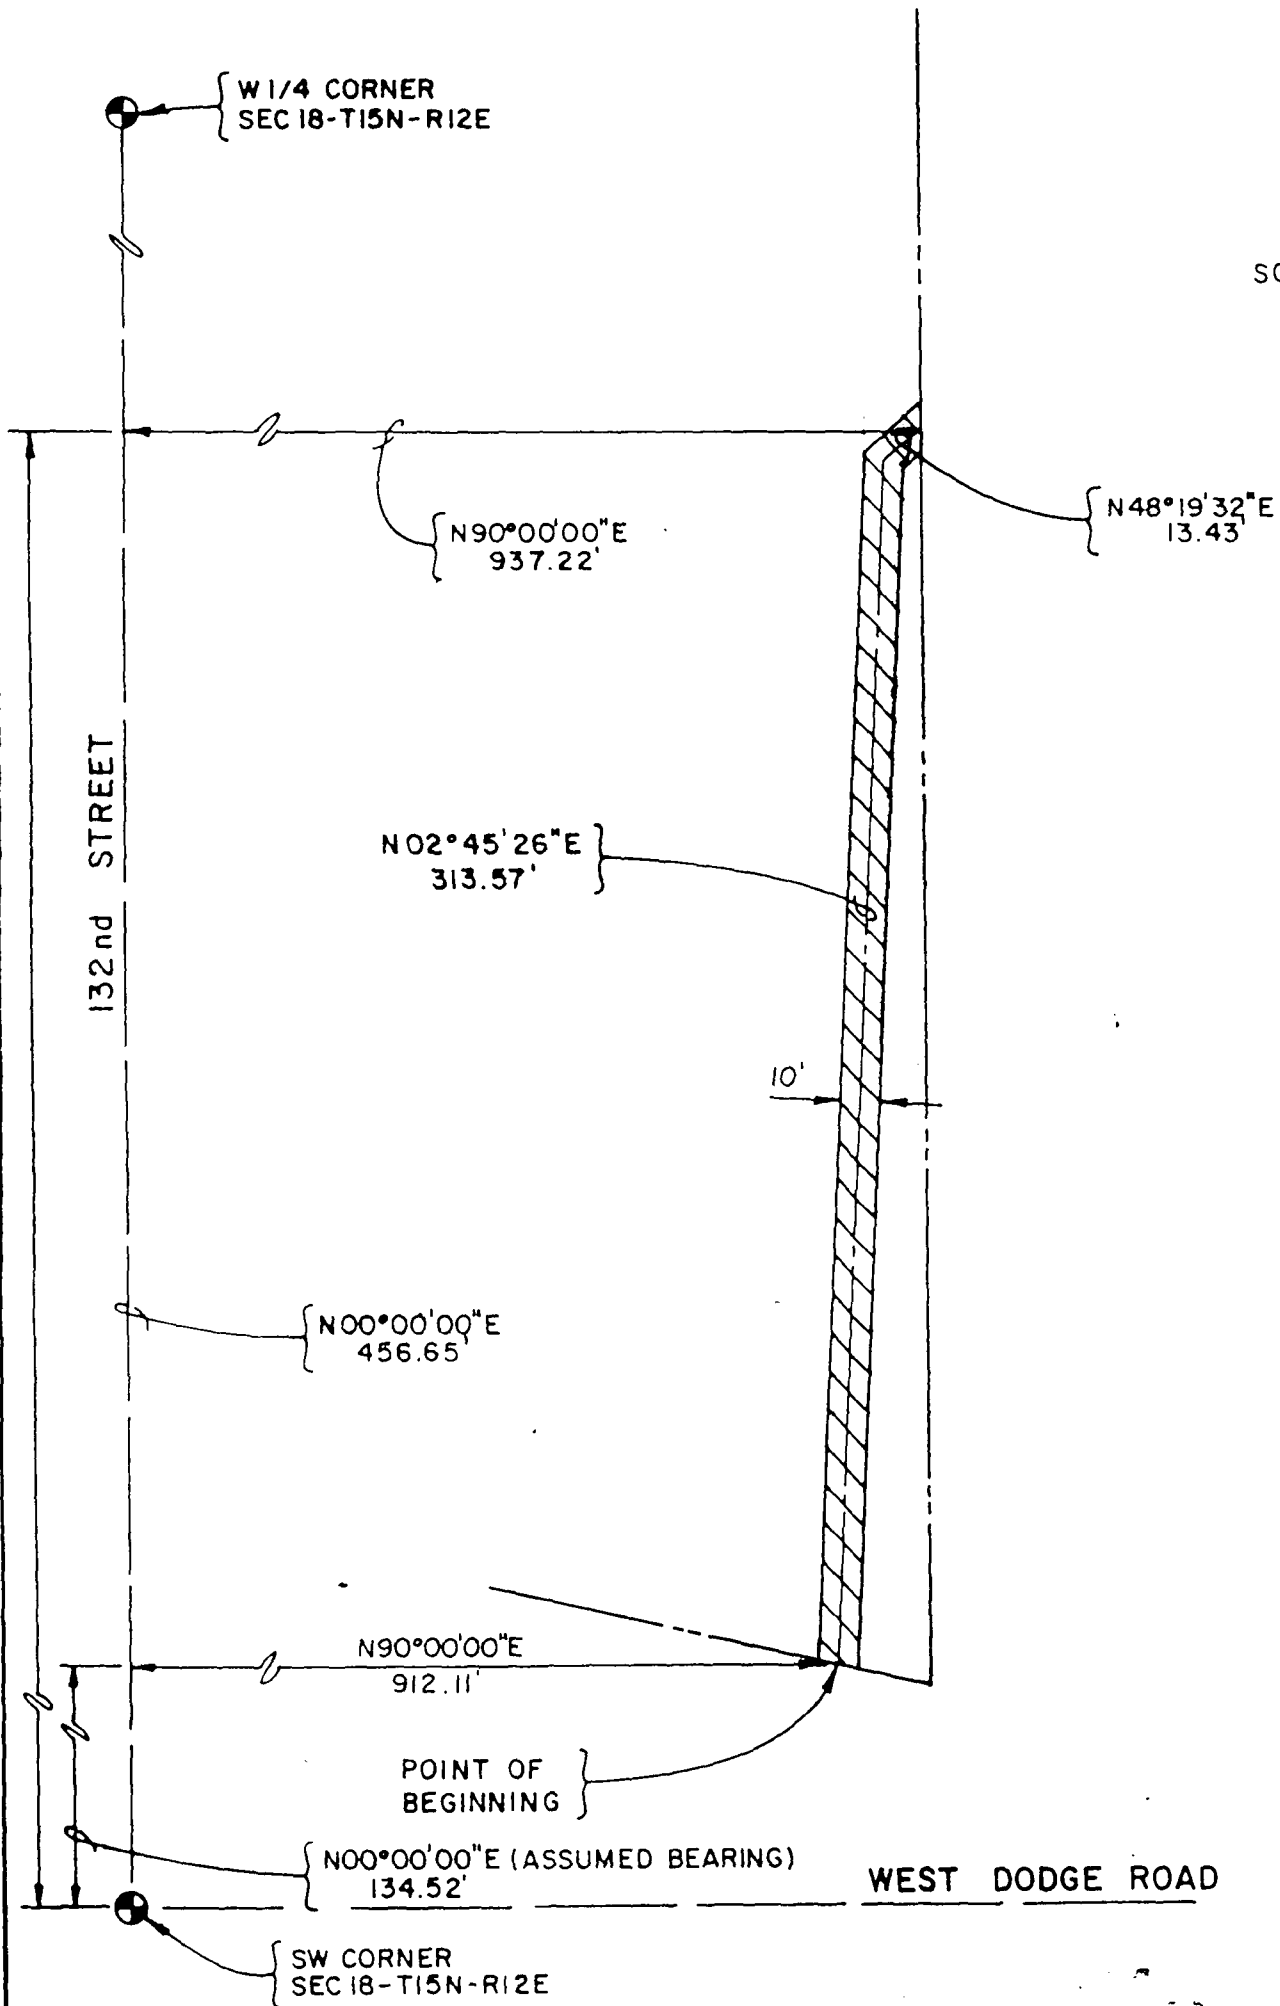 W 1/4 CORNER
SEC 18-T15N-R12E
N90°00'00"E
937.22'
N48°19'32"E
13.43'
132nd STREET
N02°45'26"E
313.57'
10'
N00°00'00"E
456.65'
N90°00'00"E
912.11'
POINT OF
BEGINNING
N00°00'00"E (ASSUMED BEARING)
134.52'
WEST DODGE ROAD
SW CORNER
SEC 18-T15N-R12E